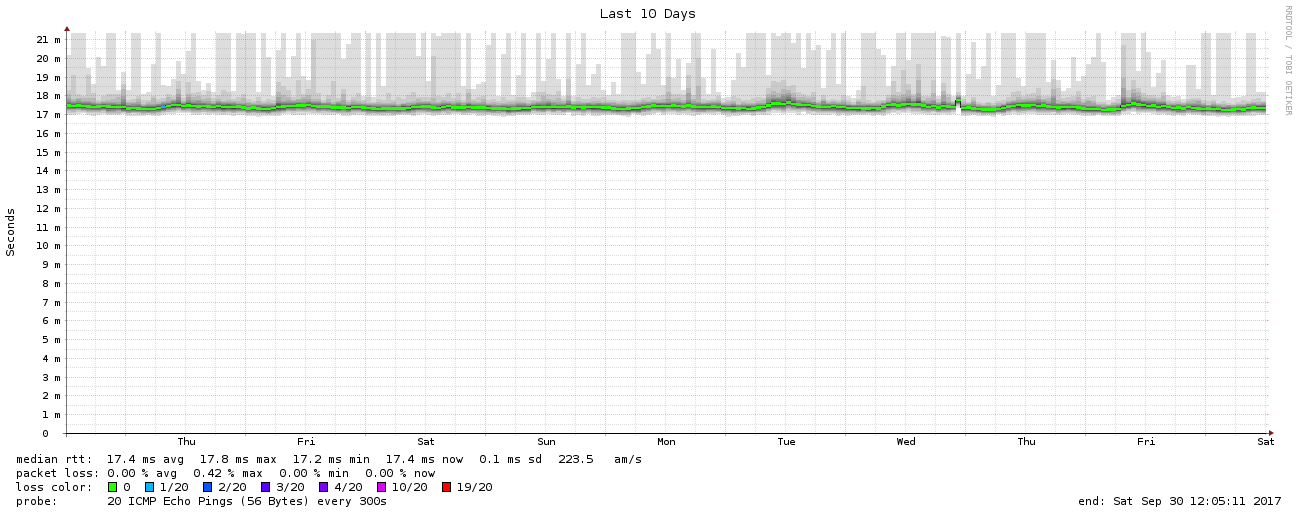 Last 10 Days
RRDTOOL / TOBI OETIKER
Seconds
21 m
20 m
19 m
18 m
17 m
16 m
15 m
14 m
13 m
12 m
11 m
10 m
9 m
8 m
7 m
6 m
5 m
4 m
3 m
2 m
1 m
0
Thu Fri Sat Sun Mon Tue Wed Thu Fri Sat
median rtt: 17.4 ms avg 17.8 ms max 17.2 ms min 17.4 ms now 0.1 ms sd 223.5 am/s
packet loss: 0.00 % avg 0.42 % max 0.00 % min 0.00 % now
loss color: 0 1/20 2/20 3/20 4/20 10/20 19/20
probe: 20 ICMP Echo Pings (56 Bytes) every 300s end: Sat Sep 30 12:05:11 2017